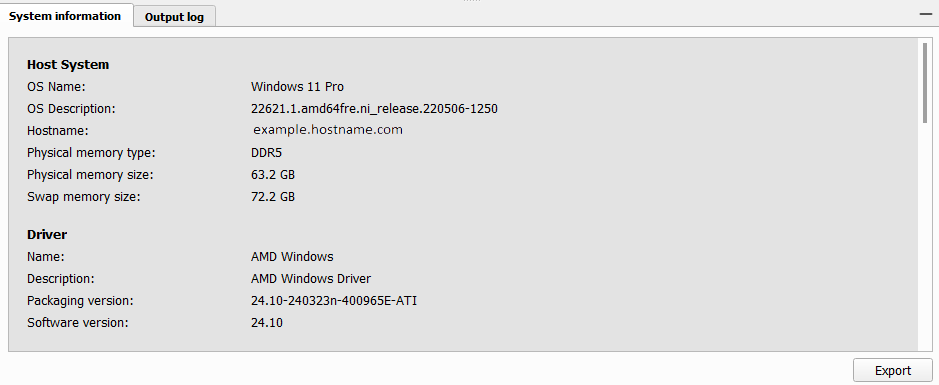 System information Output log
Host System
OS Name: Windows 11 Pro
OS Description: 22621.1.amd64fre.ni_release.220506-1250
Hostname: example.hostname.com
Physical memory type: DDR5
Physical memory size: 63.2 GB
Swap memory size: 72.2 GB
Driver
Name: AMD Windows
Description: AMD Windows Driver
Packaging version: 24.10-240323n-400965E-ATI
Software version: 24.10
Export